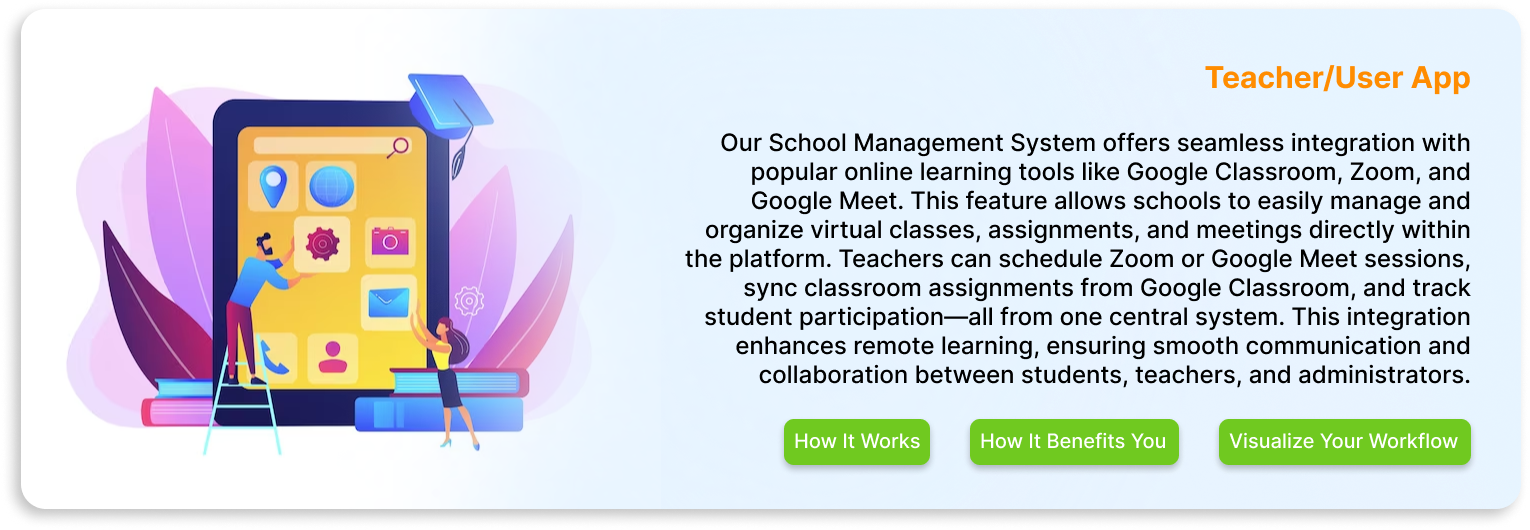 Teacher/User App
Our School Management System offers seamless integration with
popular online learning tools like Google Classroom, Zoom, and
Google Meet. This feature allows schools to easily manage and
organize virtual classes, assignments, and meetings directly within
the platform. Teachers can schedule Zoom or Google Meet sessions,
sync classroom assignments from Google Classroom, and track
student participation—all from one central system. This integration
enhances remote learning, ensuring smooth communication and
collaboration between students, teachers, and administrators.
How It Works
How It Benefits You
Visualize Your Workflow